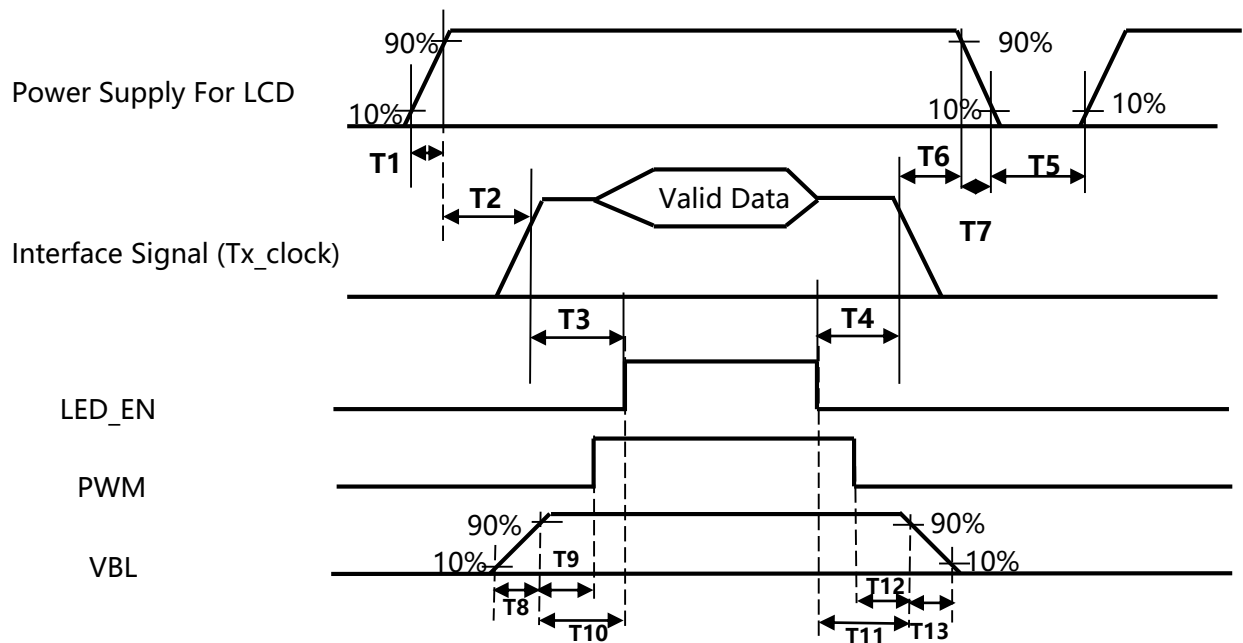 90%
90%
Power Supply For LCD
10%
10%
10%
T1
T6
T5
T2
Valid Data
T7
Interface Signal (Tx_clock)
T3
T4
LED_EN
PWM
90%
90%
10%
T9
10%
VBL
T8
T12
T10
T11
T13